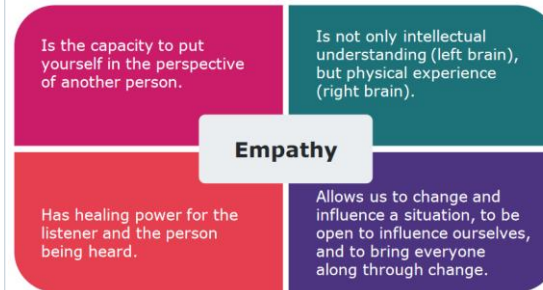 Is the capacity to put
yourself in the perspective
of another person.
Is not only intellectual
understanding (left brain),
but physical experience
(right brain).
Empathy
Has healing power for the
listener and the person
being heard.
Allows us to change and
influence a situation, to be
open to influence ourselves,
and to bring everyone
along through change.